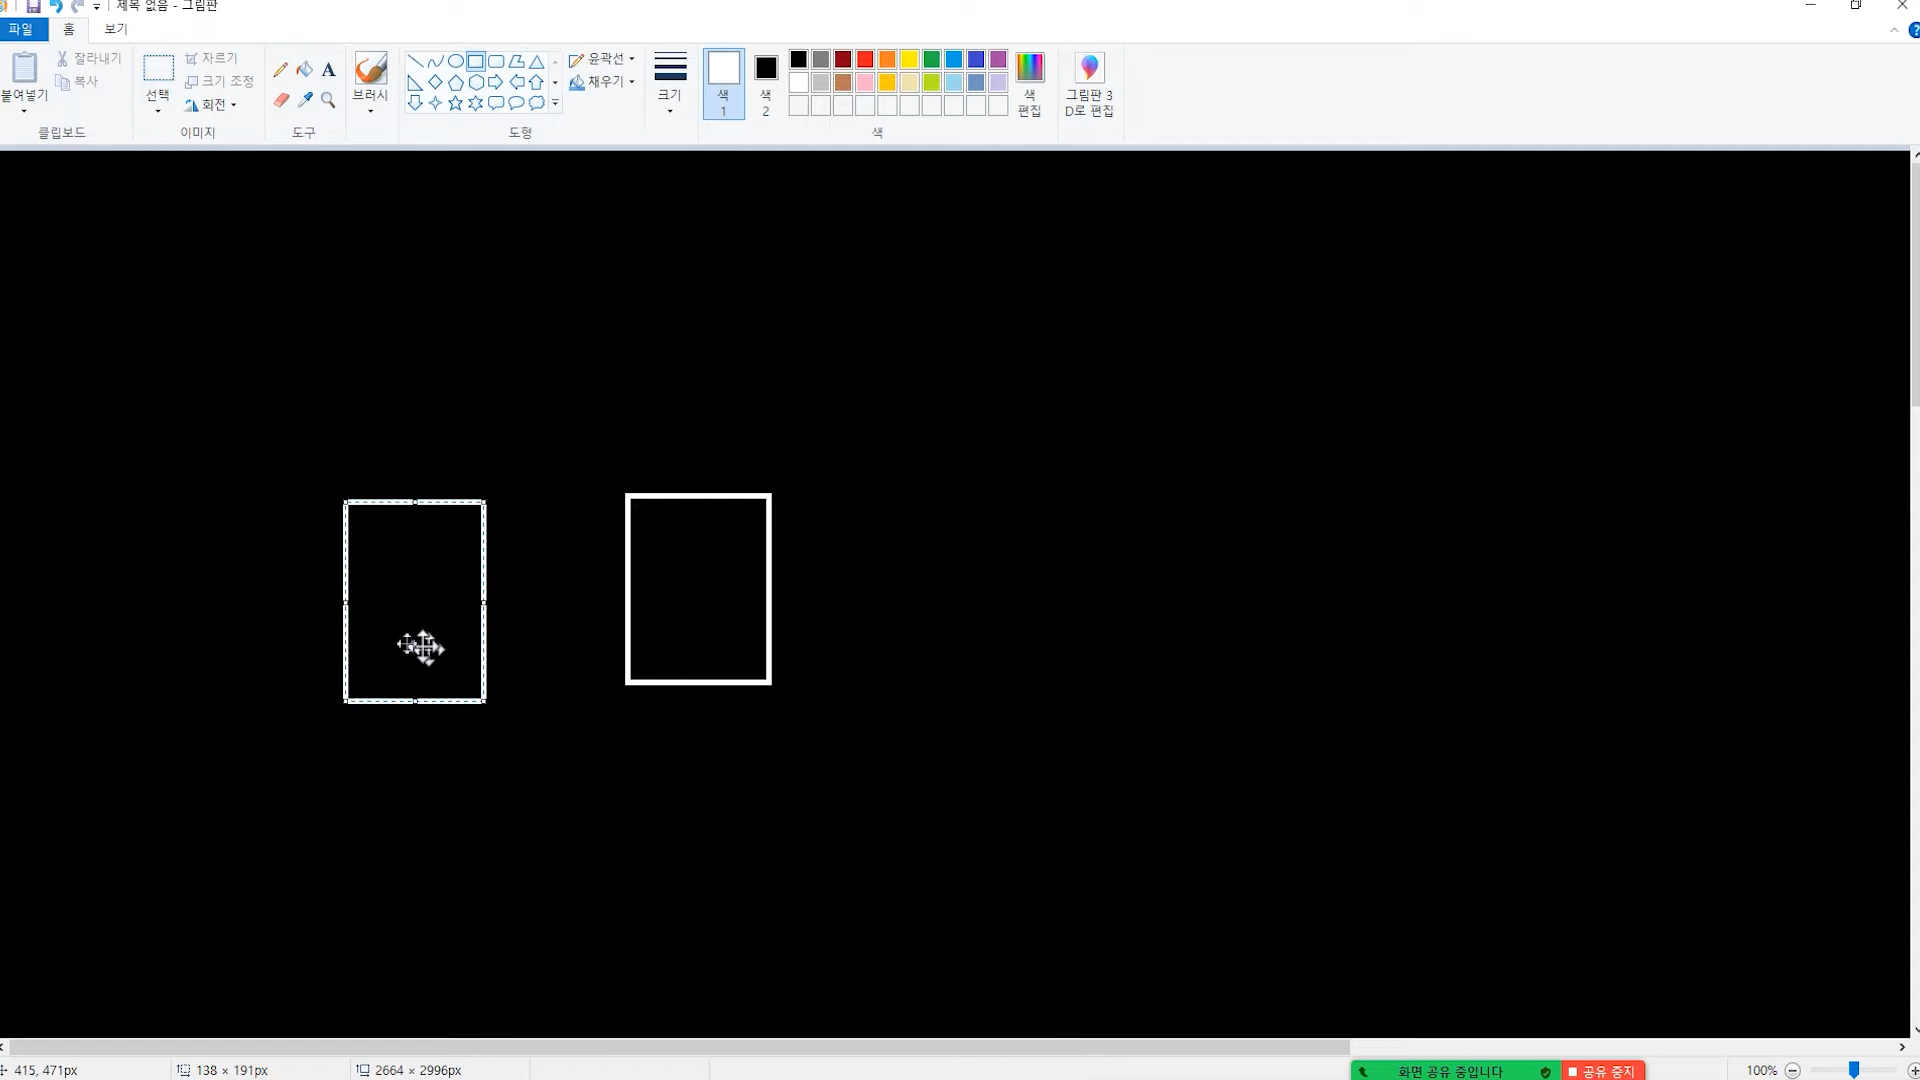 제목 없음 - 그림판
파일 홈 보기
붙여넣기
잘라내기
복사
클립보드
선택
자르기
크기 조정
회전
이미지
A
도구
브러시
윤곽선
채우기
도형
크기
색
1
색
2
색
편집
색
그림판 3
D로 편집
415, 471px 138 × 191px 2664 × 2996px 화면 공유 중입니다 공유 중지 100%